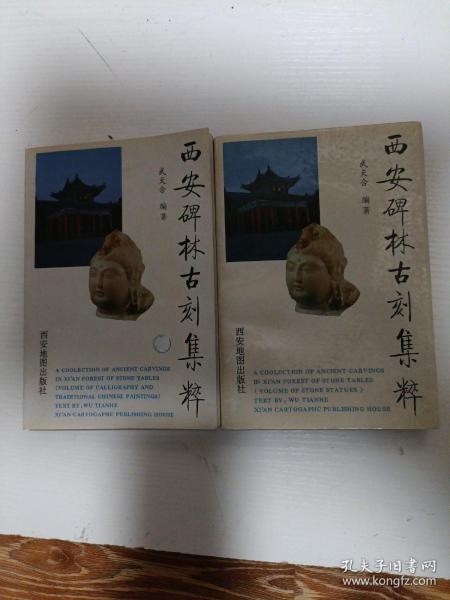 西安碑林古刻集粹
武天合 编著
西安地图出版社
A COOLECTION OF ANCIENT CARVINGS
IN XI'AN FOREST OF STONE TABLES
(VOLUME OF CALLIGRAPHY AND
TRADITIONAL CHINESE PAINTINGS)
TEXT BY: WU TIANHE
XI'AN CARTOGAPHC PUBLISHING HOUSE
西安碑林古刻集粹
武天合 编著
西安地图出版社
A COOLECTION OF ANCIENT CARVINGS
IN XI'AN FOREST OF STONE TABLES
( VOLUME OF STONE STATUES )
TEXT BY: WU TIANHE
XI'AN CARTOGAPHC PUBLISHING HOUSE
孔夫子旧书网
www.kongfz.com